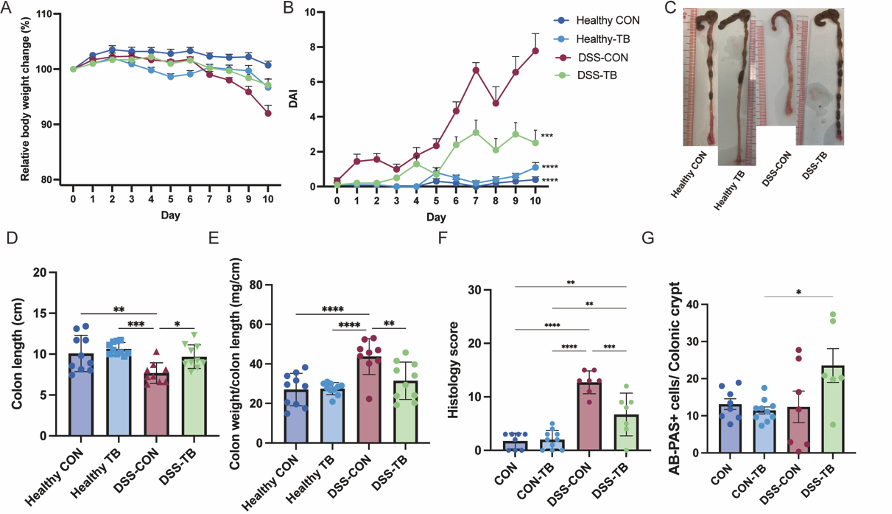 A
Relative body weight change (%)
110
100
90
80
0 1 2 3 4 5 6 7 8 9 10
Day
B
DAI
10
8
6
4
2
0
0 1 2 3 4 5 6 7 8 9 10
Day
Healthy CON
Healthy-TB
DSS-CON
DSS-TB
***
****
****
C
Healthy CON
Healthy TB
DSS-CON
DSS-TB
D
Colon length (cm)
20
15
10
5
0
**
***
*
Healthy CON
Healthy TB
DSS-CON
DSS-TB
E
Colon weight/colon length (mg/cm)
80
60
40
20
0
****
****
**
Healthy CON
Healthy TB
DSS-CON
DSS-TB
F
Histology score
30
20
10
0
**
**
****
****
***
CON
CON-TB
DSS-CON
DSS-TB
G
AB-PAS+ cells/ Colonic crypt
40
30
20
10
0
*
CON
CON-TB
DSS-CON
DSS-TB